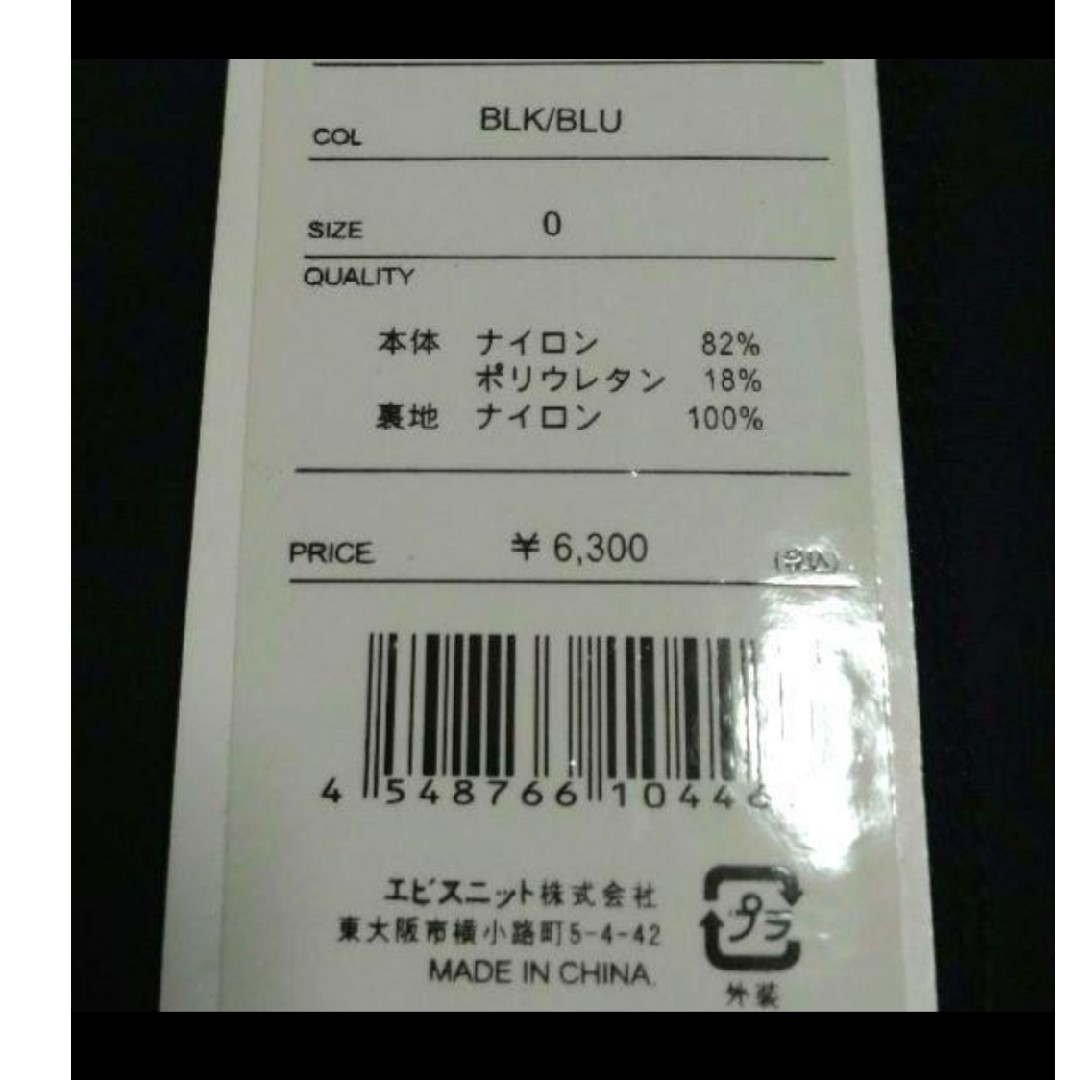 COL BLK/BLU
SIZE 0
QUALITY
本体 ナイロン 82%
ポリウレタン 18%
裏地 ナイロン 100%
PRICE ¥ 6,300 (税込)
4 548766 10446
エビスニット株式会社
東大阪市横小路町5-4-42
MADE IN CHINA
プラ
外装